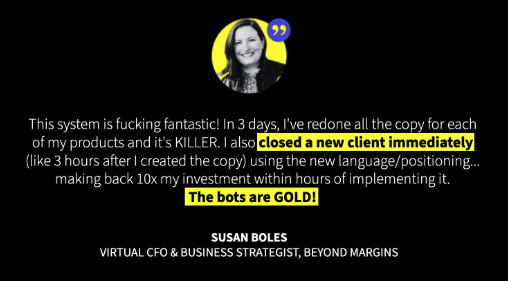 This system is fucking fantastic! In 3 days, I've redone all the copy for each
of my products and it's KILLER. I also closed a new client immediately
(like 3 hours after I created the copy) using the new language/positioning...
making back 10x my investment within hours of implementing it.
The bots are GOLD!
SUSAN BOLES
VIRTUAL CFO & BUSINESS STRATEGIST, BEYOND MARGINS